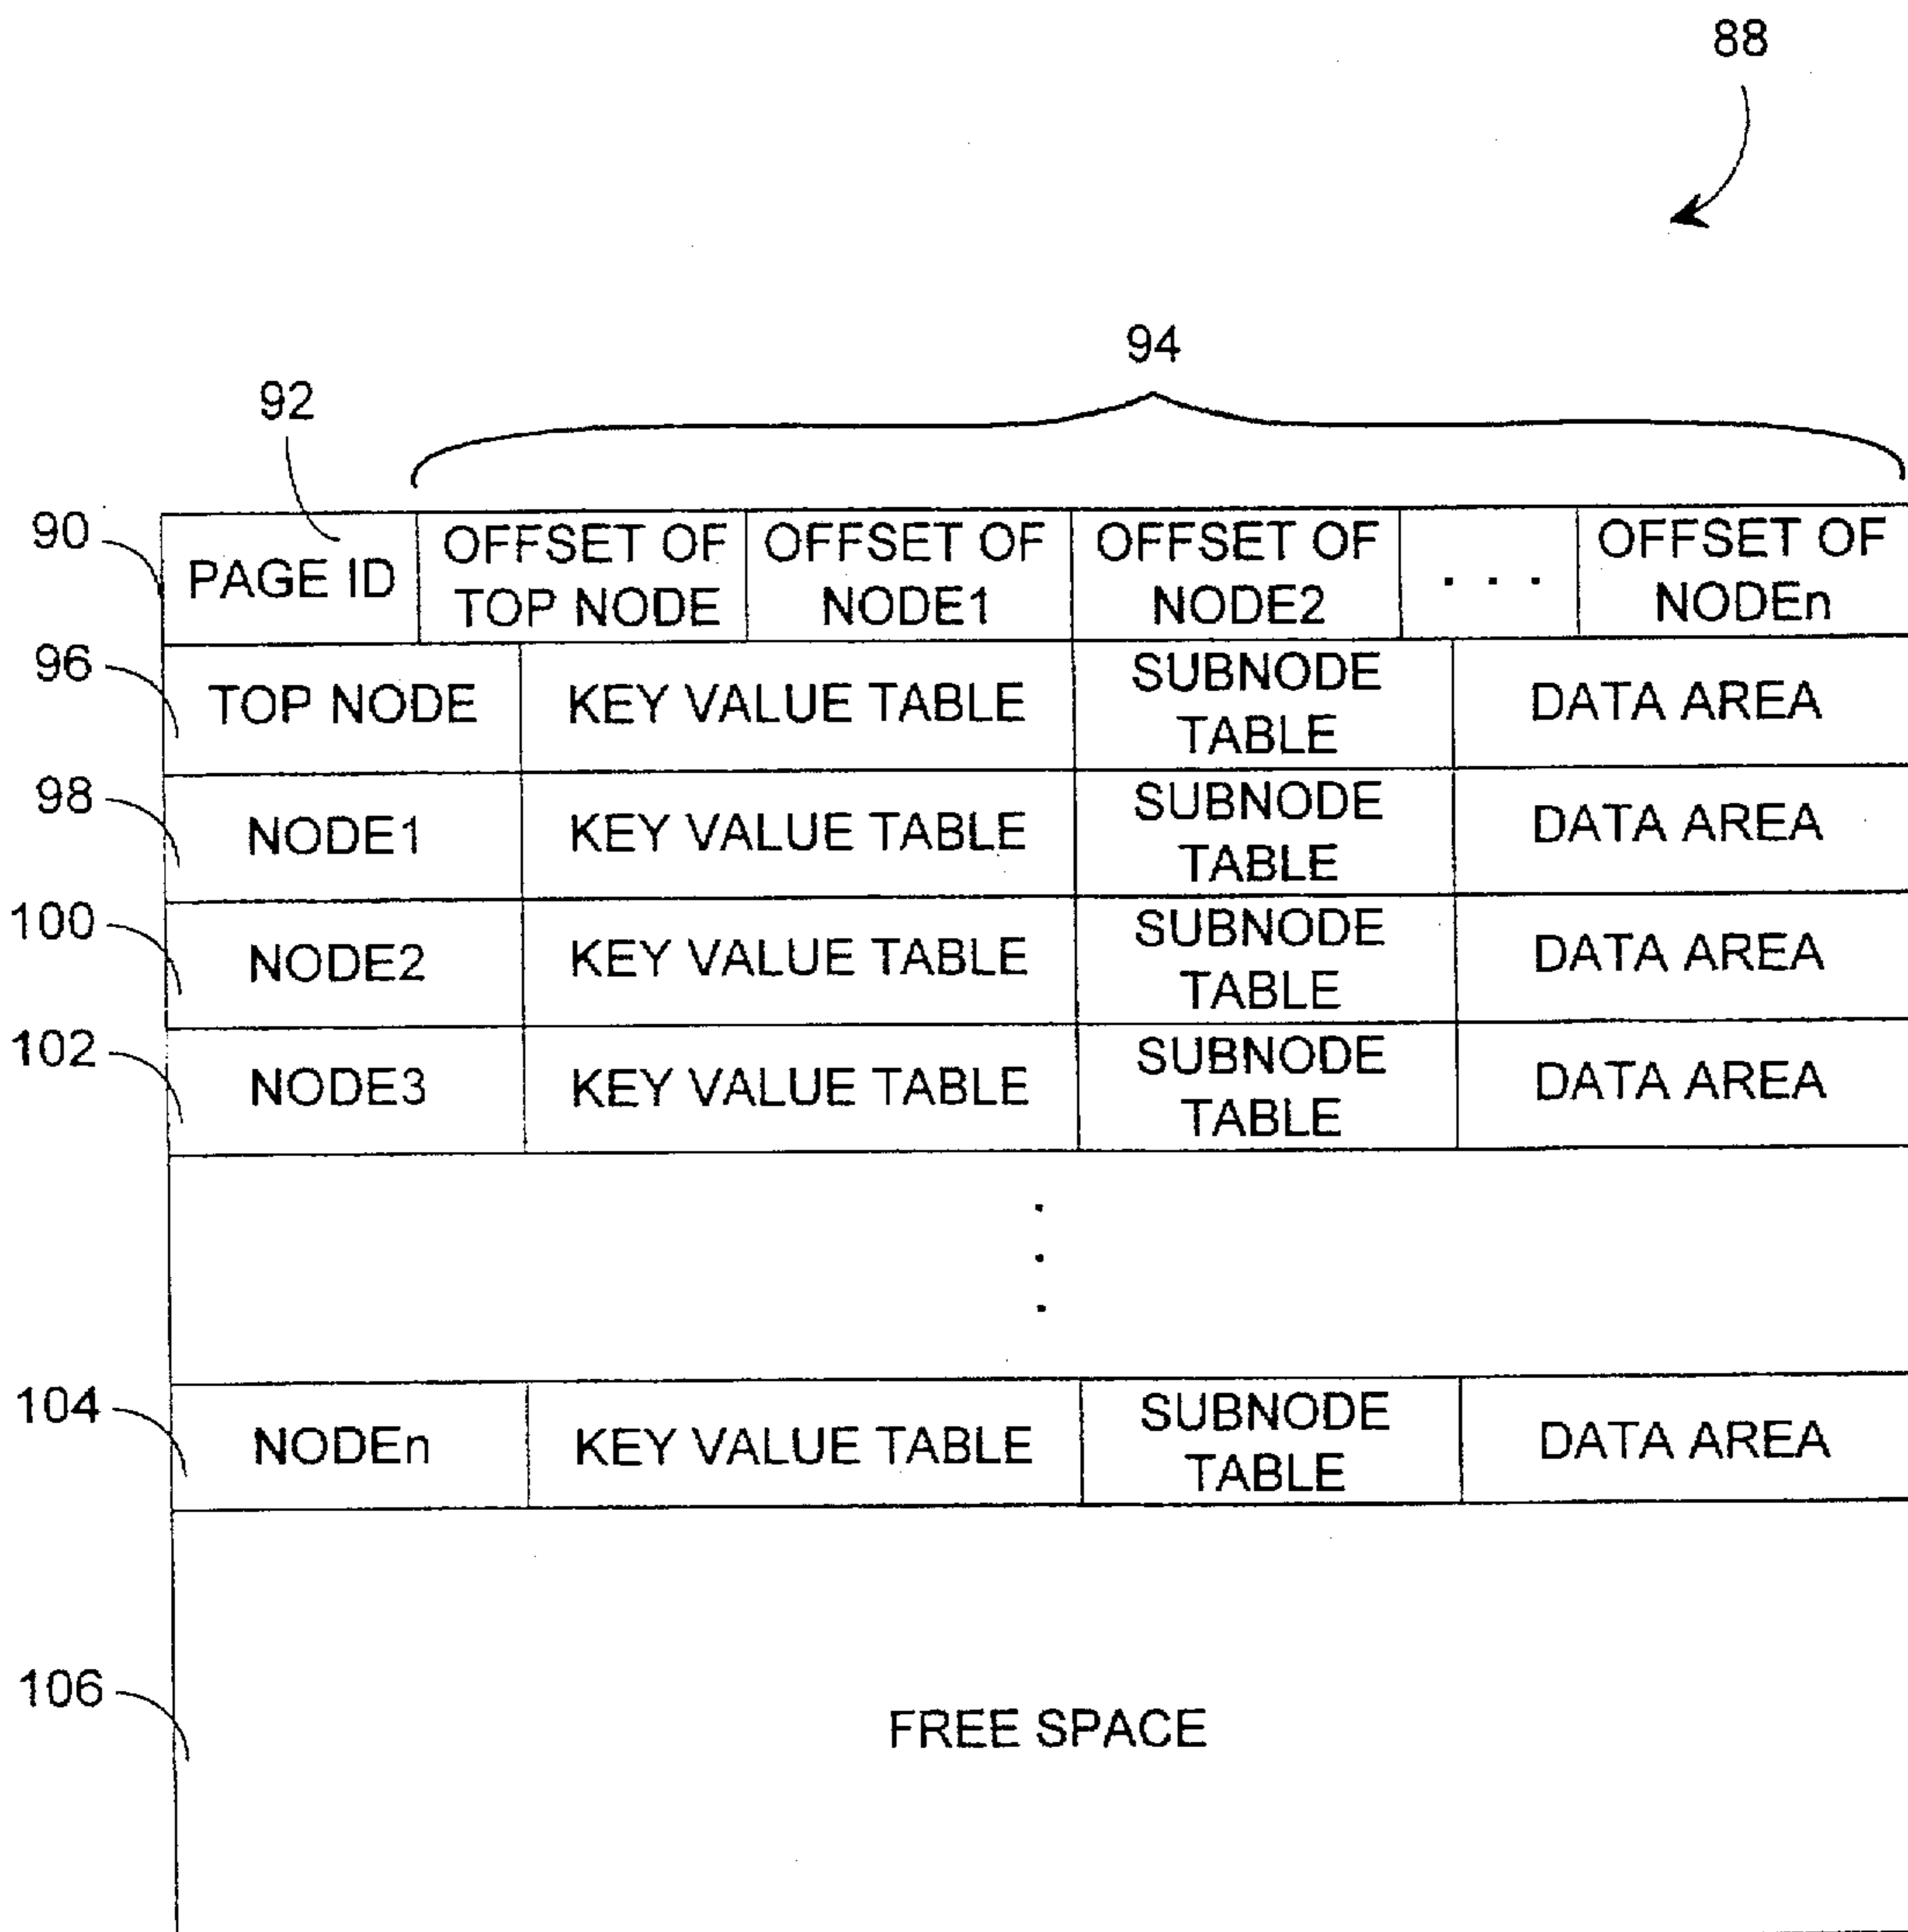 88
94
92
90
PAGE ID
OFFSET OF
TOP NODE
OFFSET OF
NODE1
OFFSET OF
NODE2
. . .
OFFSET OF
NODEn
96
TOP NODE
KEY VALUE TABLE
SUBNODE
TABLE
DATA AREA
98
NODE1
KEY VALUE TABLE
SUBNODE
TABLE
DATA AREA
100
NODE2
KEY VALUE TABLE
SUBNODE
TABLE
DATA AREA
102
NODE3
KEY VALUE TABLE
SUBNODE
TABLE
DATA AREA
.
.
.
104
NODEn
KEY VALUE TABLE
SUBNODE
TABLE
DATA AREA
106
FREE SPACE